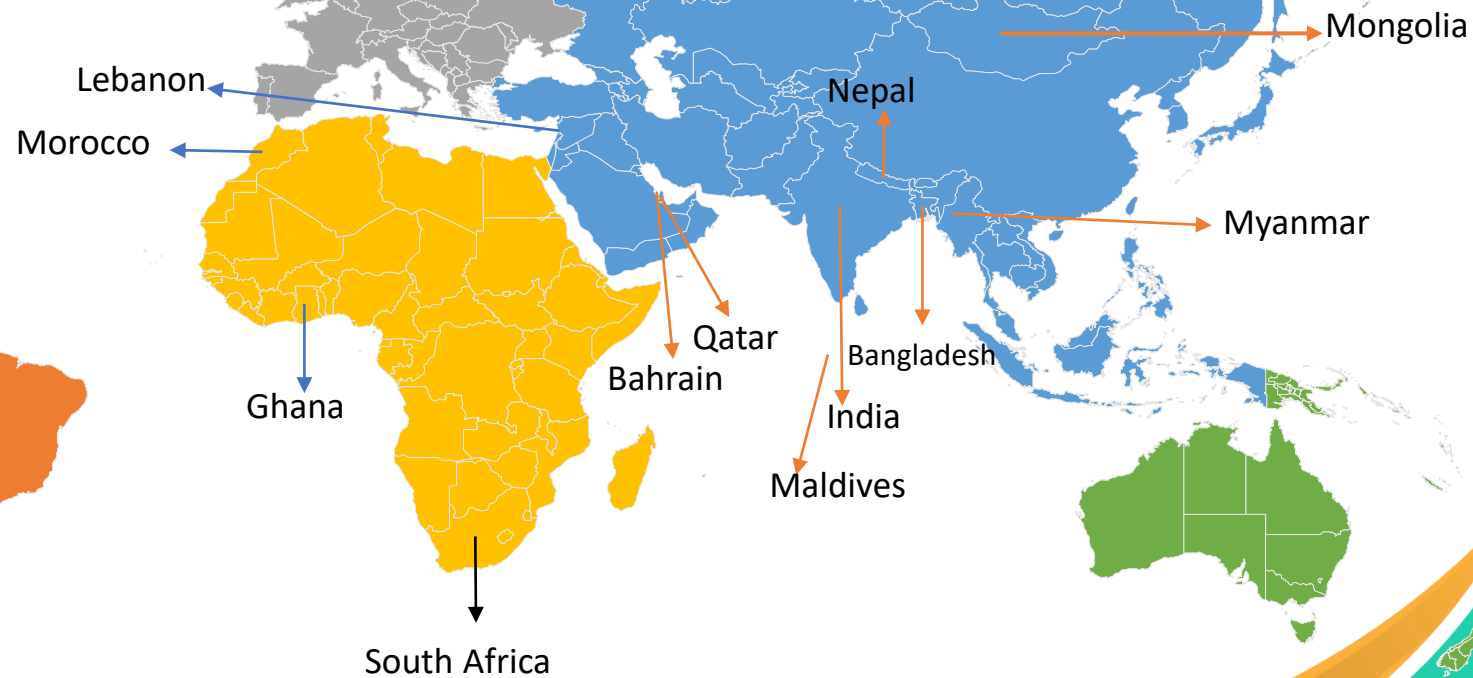 Mongolia
Lebanon
Nepal
Morocco
Myanmar
Qatar
Bangladesh
Bahrain
Ghana
India
Maldives
South Africa